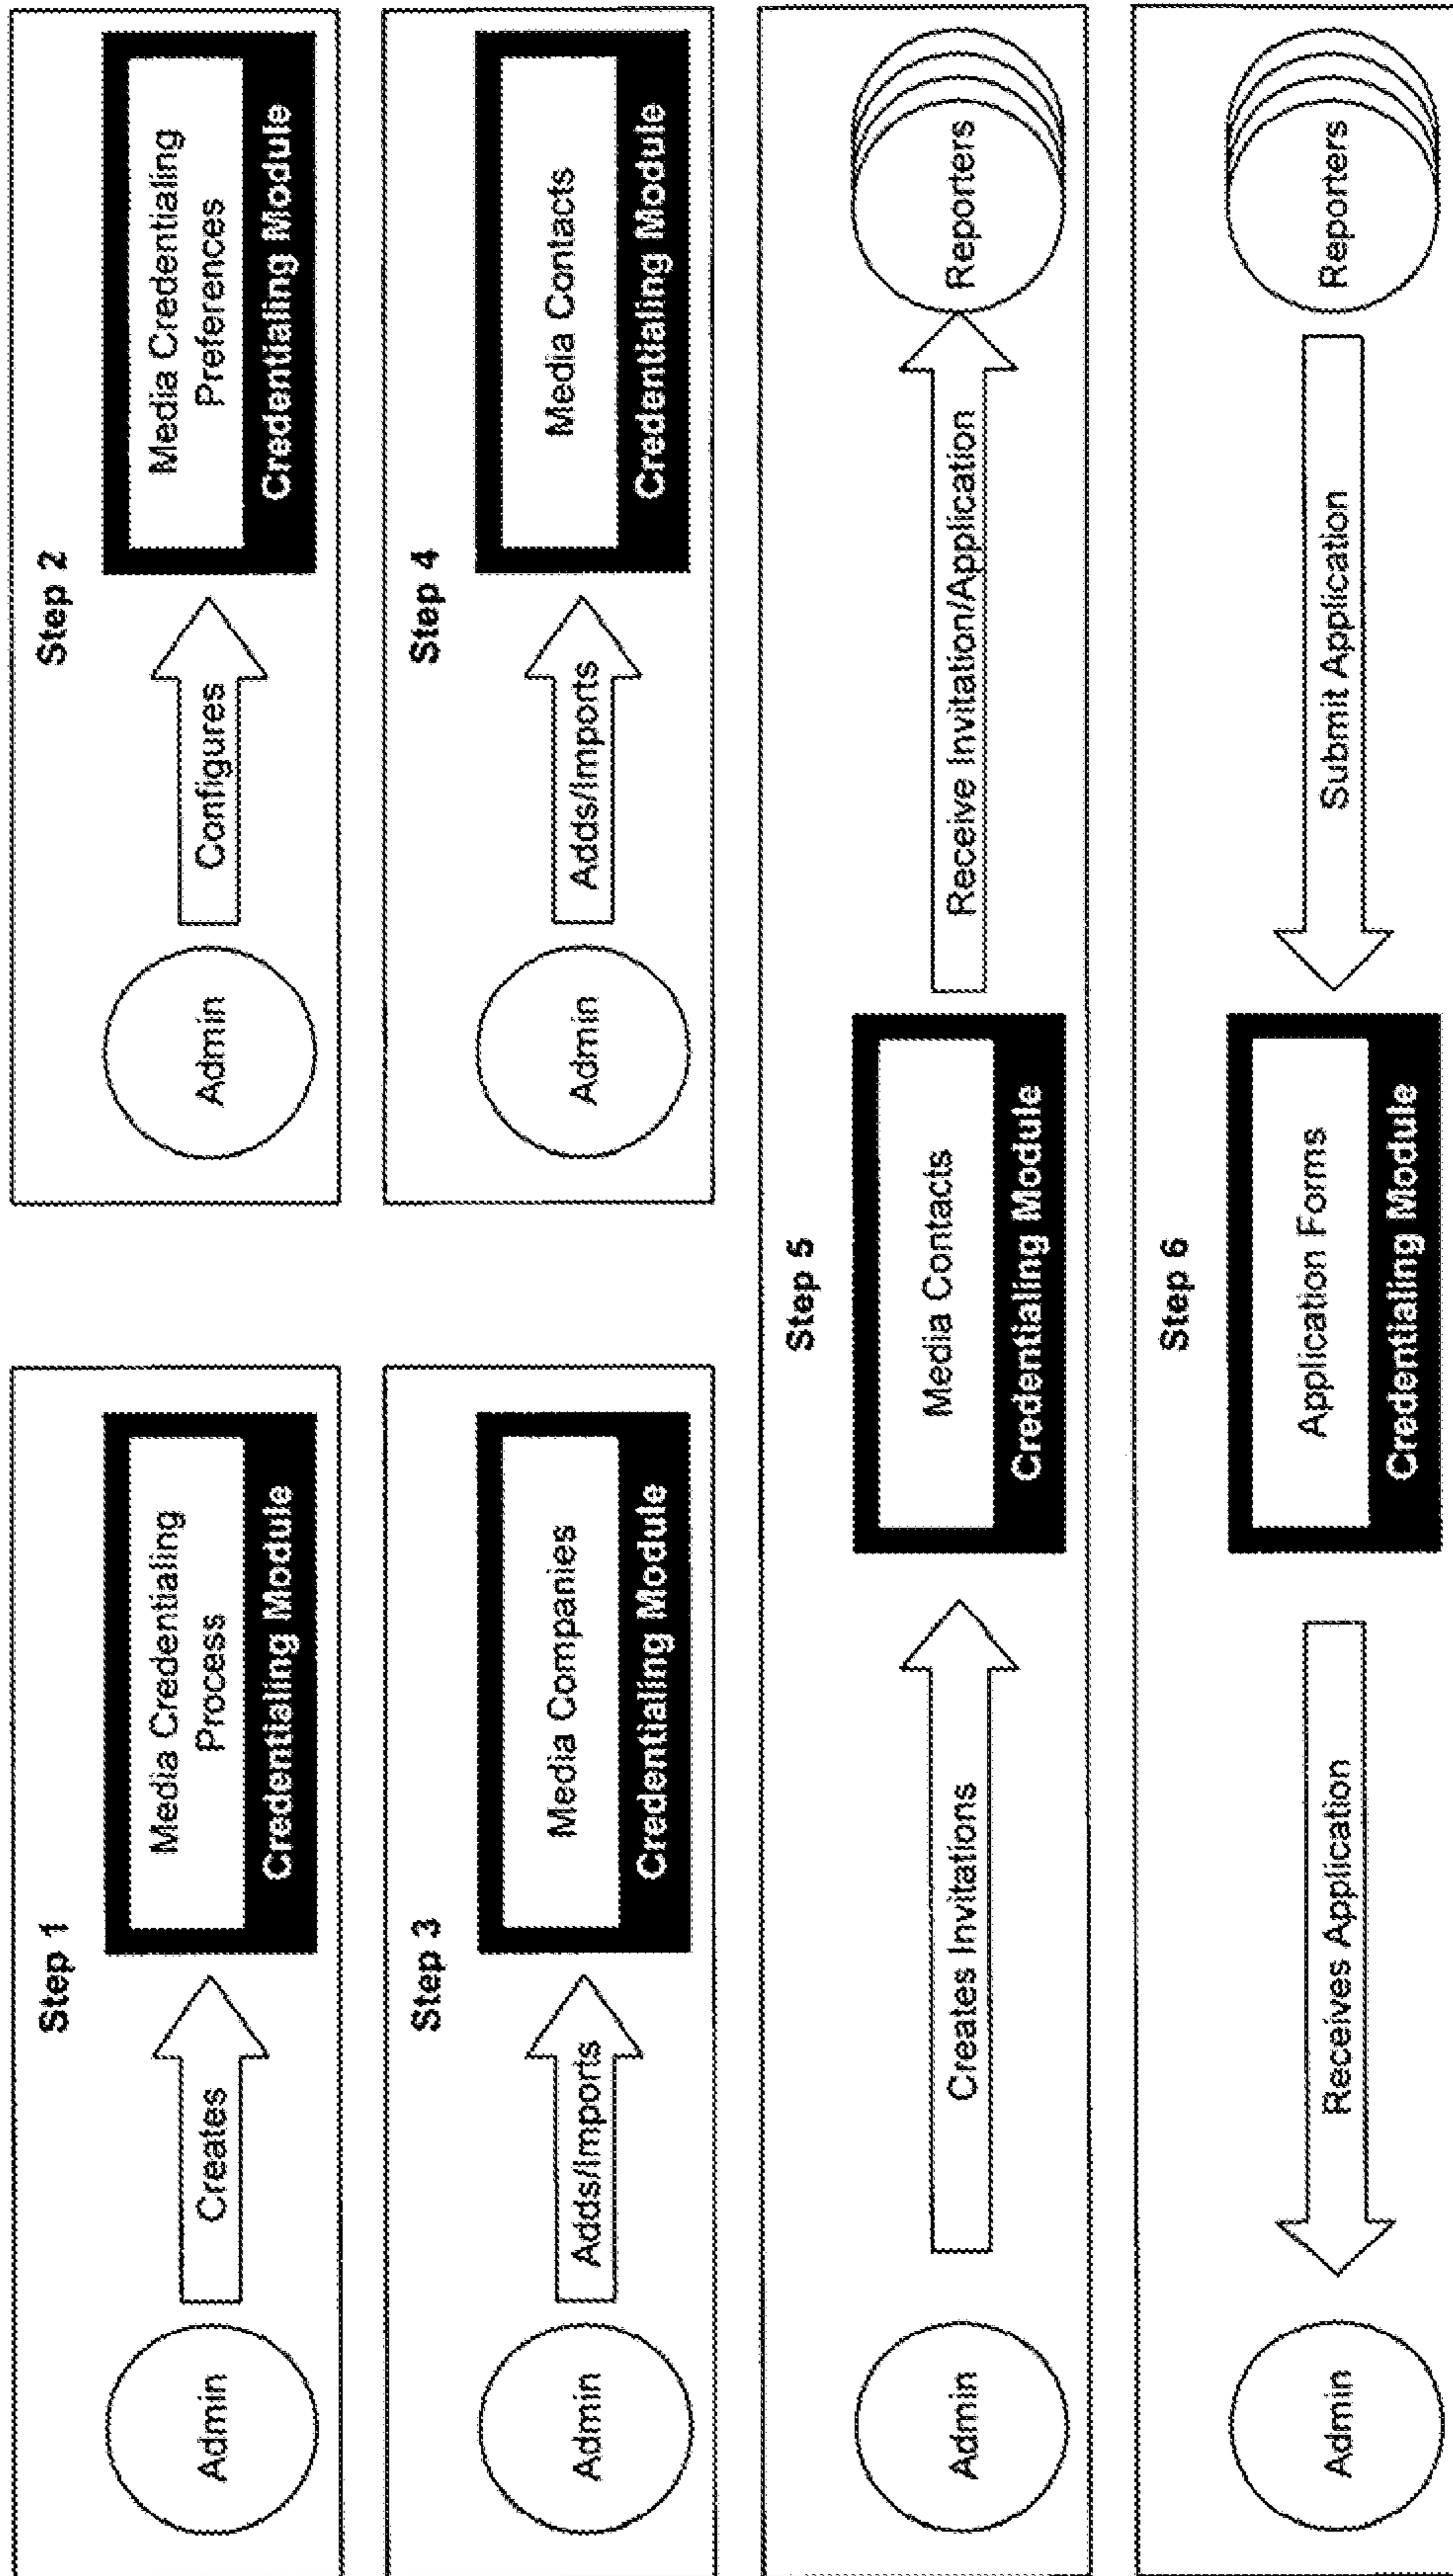 Step 1
Admin
Creates
Media Credentialing
Process
Credentialing Module
Step 2
Admin
Configures
Media Credentialing
Preferences
Credentialing Module
Step 3
Admin
Adds/Imports
Media Companies
Credentialing Module
Step 4
Admin
Adds/Imports
Media Contacts
Credentialing Module
Step 5
Admin
Creates Invitations
Media Contacts
Credentialing Module
Receive Invitation/Application
Reporters
Step 6
Admin
Receives Application
Application Forms
Credentialing Module
Submit Application
Reporters